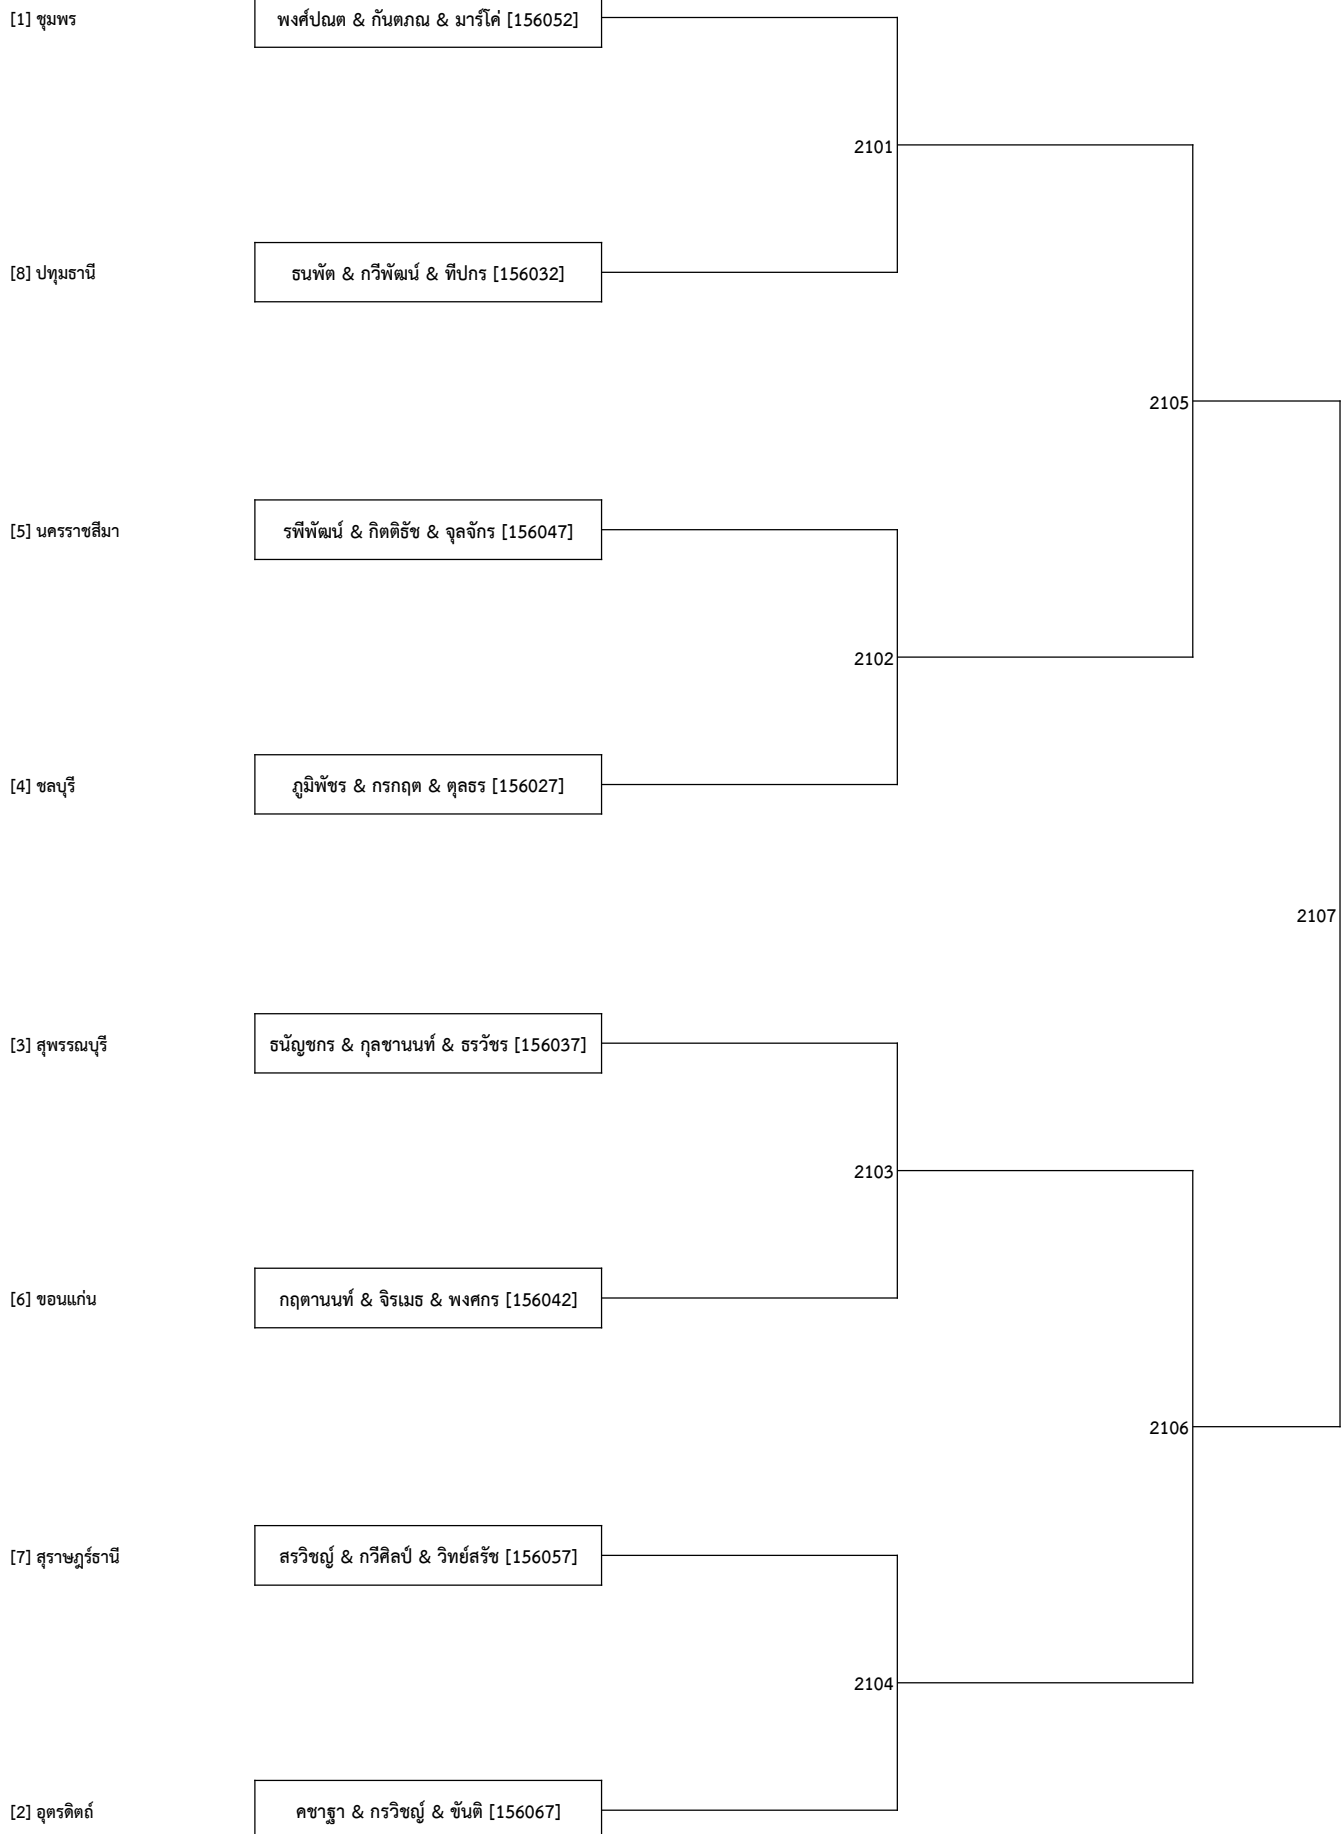 [1] ชุมพร พงศ์ปณต & กันตภณ & มาร์โค่ [156052]
2101
[8] ปทุมธานี ธนพัต & กวีพัฒน์ & ทีปกร [156032]
2105
[5] นครราชสีมา รพีพัฒน์ & กิตติธัช & จุลจักร [156047]
2102
[4] ชลบุรี ภูมิพัชร & กรกฤต & ตุลธร [156027]
2107
[3] สุพรรณบุรี ธนัญชกร & กุลชานนท์ & ธรวัชร [156037]
2103
[6] ขอนแก่น กฤตานนท์ & จิรเมธ & พงศกร [156042]
2106
[7] สุราษฎร์ธานี สรวิชญ์ & กวีศิลป์ & วิทย์สรัช [156057]
2104
[2] อุตรดิตถ์ คชาฐา & กรวิชญ์ & ขันติ [156067]